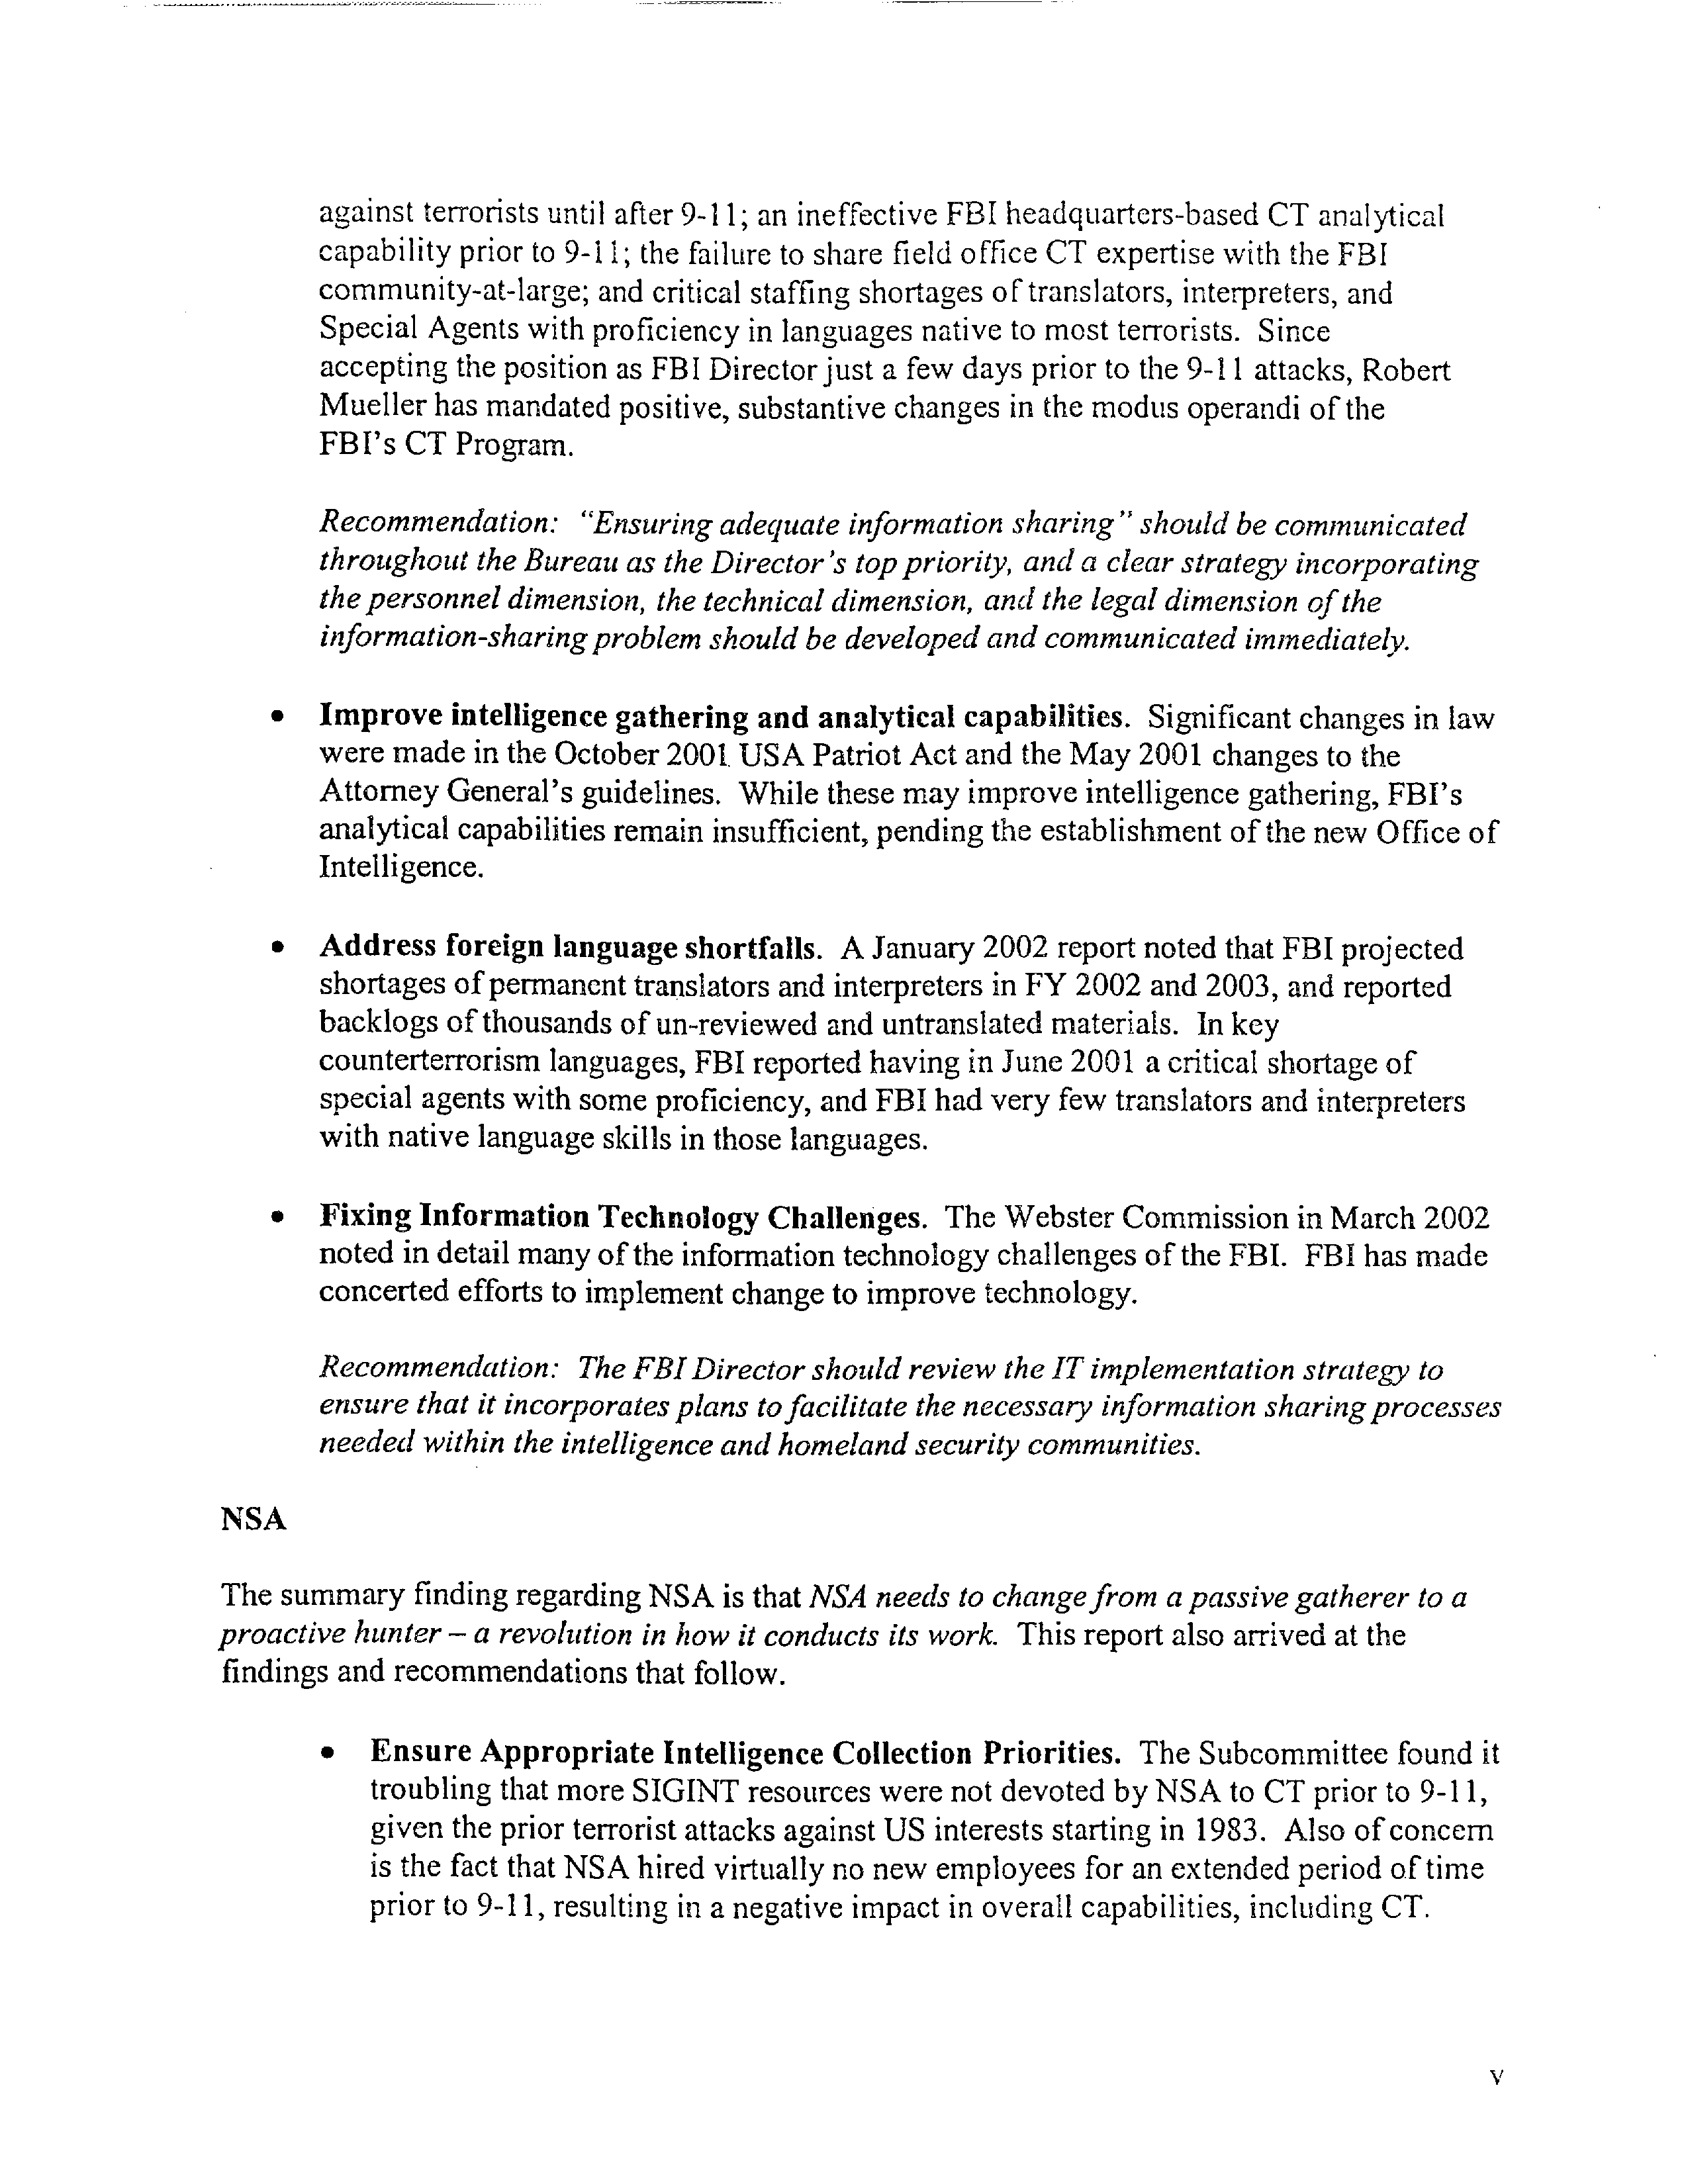 against terrorists until after 9-11; an ineffective FBI headquarters-based CT analytical
capability prior to 9-11; the failure to share field office CT expertise with the FBI
community-at-large; and critical staffing shortages of translators, interpreters, and
Special Agents with proficiency in languages native to most terrorists. Since
accepting the position as FBI Director just a few days prior to the 9-11 attacks, Robert
Mueller has mandated positive, substantive changes in the modus operandi of the
FBI's CT Program.
Recommendation: "Ensuring adequate information sharing" should be communicated
throughout the Bureau as the Director's top priority, and a clear strategy incorporating
the personnel dimension, the technical dimension, and the legal dimension of the
information-sharing problem should be developed and communicated immediately.
• Improve intelligence gathering and analytical capabilities. Significant changes in law
were made in the October 2001 USA Patriot Act and the May 2001 changes to the
Attorney General's guidelines. While these may improve intelligence gathering, FBI's
analytical capabilities remain insufficient, pending the establishment of the new Office of
Intelligence.
• Address foreign language shortfalls. A January 2002 report noted that FBI projected
shortages of permanent translators and interpreters in FY 2002 and 2003, and reported
backlogs of thousands of un-reviewed and untranslated materials. In key
counterterrorism languages, FBI reported having in June 2001 a critical shortage of
special agents with some proficiency, and FBI had very few translators and interpreters
with native language skills in those languages.
• Fixing Information Technology Challenges. The Webster Commission in March 2002
noted in detail many of the information technology challenges of the FBI. FBI has made
concerted efforts to implement change to improve technology.
Recommendation: The FBI Director should review the IT implementation strategy to
ensure that it incorporates plans to facilitate the necessary information sharing processes
needed within the intelligence and homeland security communities.
NSA
The summary finding regarding NSA is that NSA needs to change from a passive gatherer to a
proactive hunter – a revolution in how it conducts its work. This report also arrived at the
findings and recommendations that follow.
• Ensure Appropriate Intelligence Collection Priorities. The Subcommittee found it
troubling that more SIGINT resources were not devoted by NSA to CT prior to 9-11,
given the prior terrorist attacks against US interests starting in 1983. Also of concern
is the fact that NSA hired virtually no new employees for an extended period of time
prior to 9-11, resulting in a negative impact in overall capabilities, including CT.
v